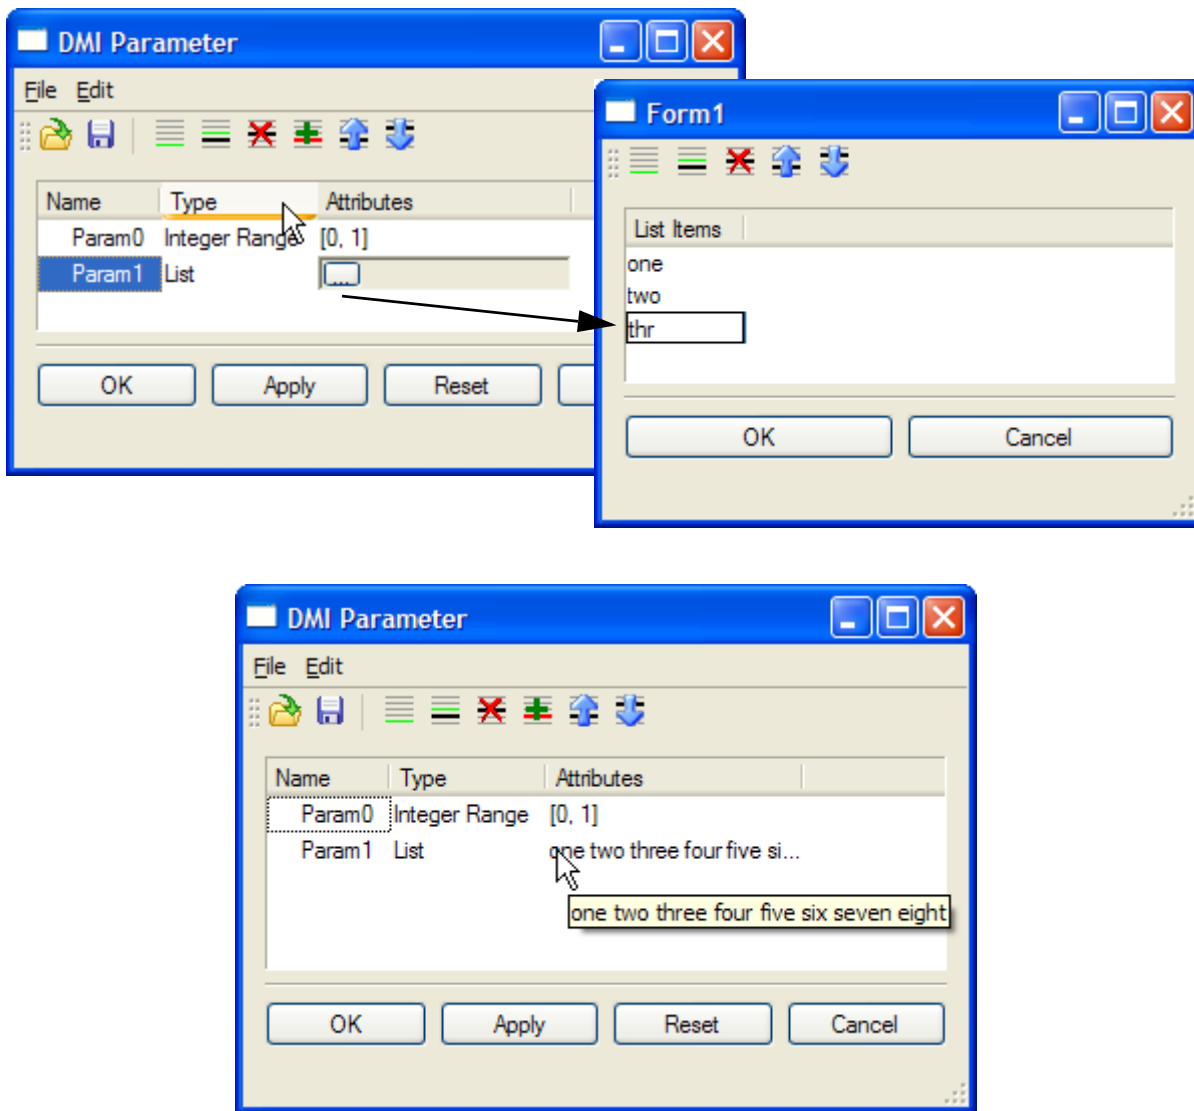 DMI Parameter
File Edit
Name Type Attributes
Param0 Integer Range [0, 1]
Param1 List ...
OK Apply Reset
Form1
List Items
one
two
thr
OK Cancel
DMI Parameter
File Edit
Name Type Attributes
Param0 Integer Range [0, 1]
Param1 List one two three four five si...
one two three four five six seven eight
OK Apply Reset Cancel